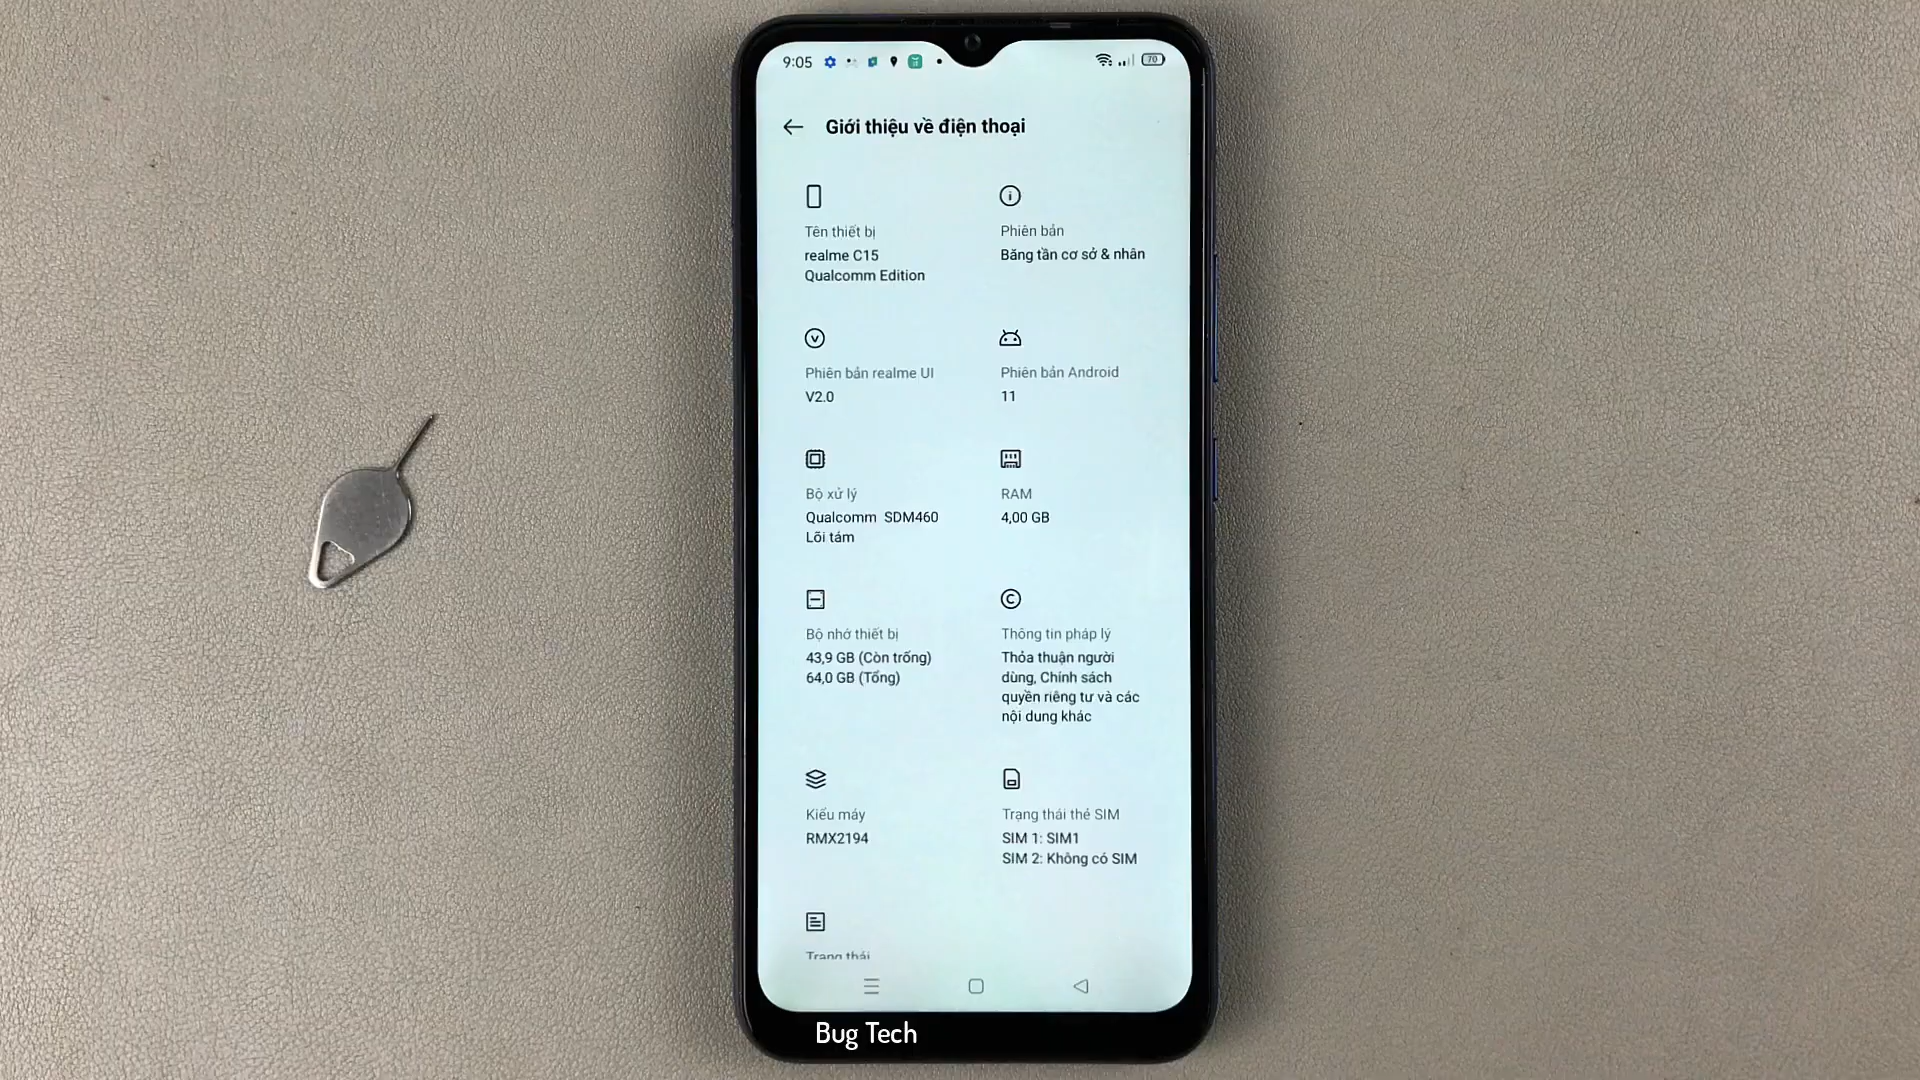 9:05
70
Giới thiệu về điện thoại
Tên thiết bị
realme C15
Qualcomm Edition
Phiên bản
Băng tần cơ sở & nhân
Phiên bản realme UI
V2.0
Phiên bản Android
11
Bộ xử lý
Qualcomm SDM460
Lõi tám
RAM
4,00 GB
Bộ nhớ thiết bị
43,9 GB (Còn trống)
64,0 GB (Tổng)
Thông tin pháp lý
Thỏa thuận người
dùng, Chính sách
quyền riêng tư và các
nội dung khác
Kiểu máy
RMX2194
Trạng thái thẻ SIM
SIM 1: SIM1
SIM 2: Không có SIM
Trạng thái
Bug Tech